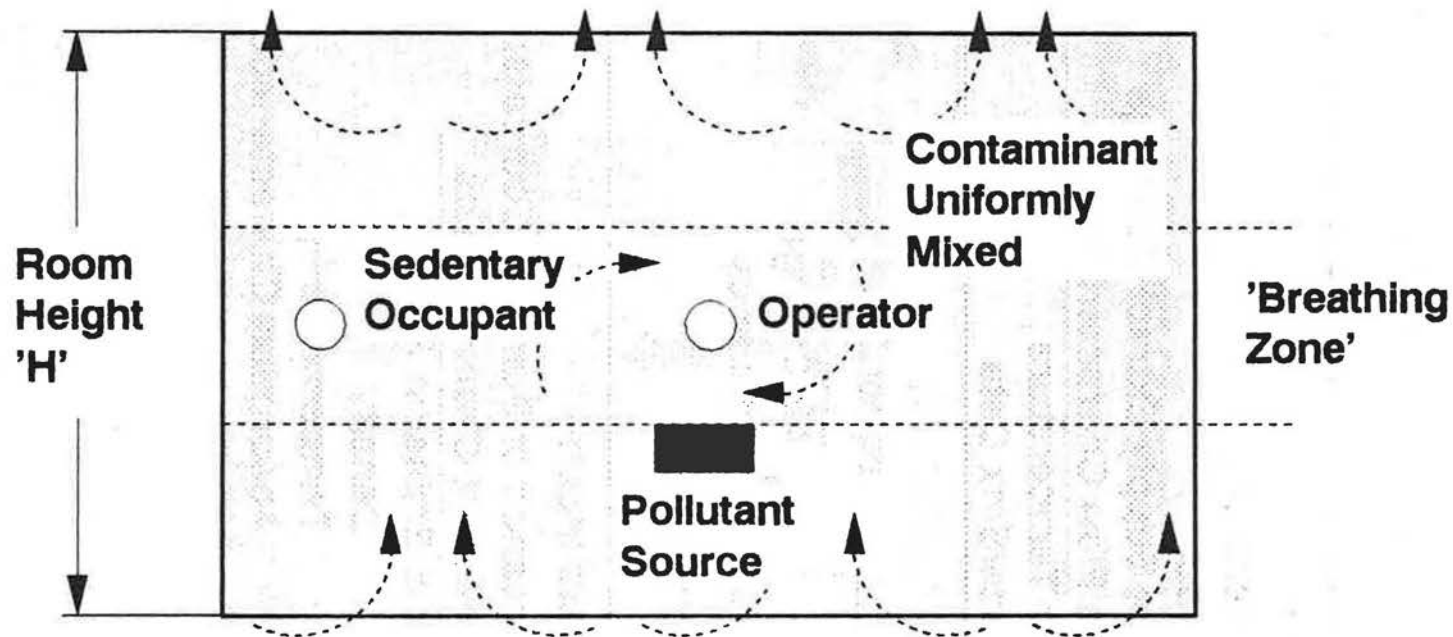 Contaminant
Uniformly
Mixed
Room
Height
'H'
Sedentary
Occupant
Operator
'Breathing
Zone'
Pollutant
Source